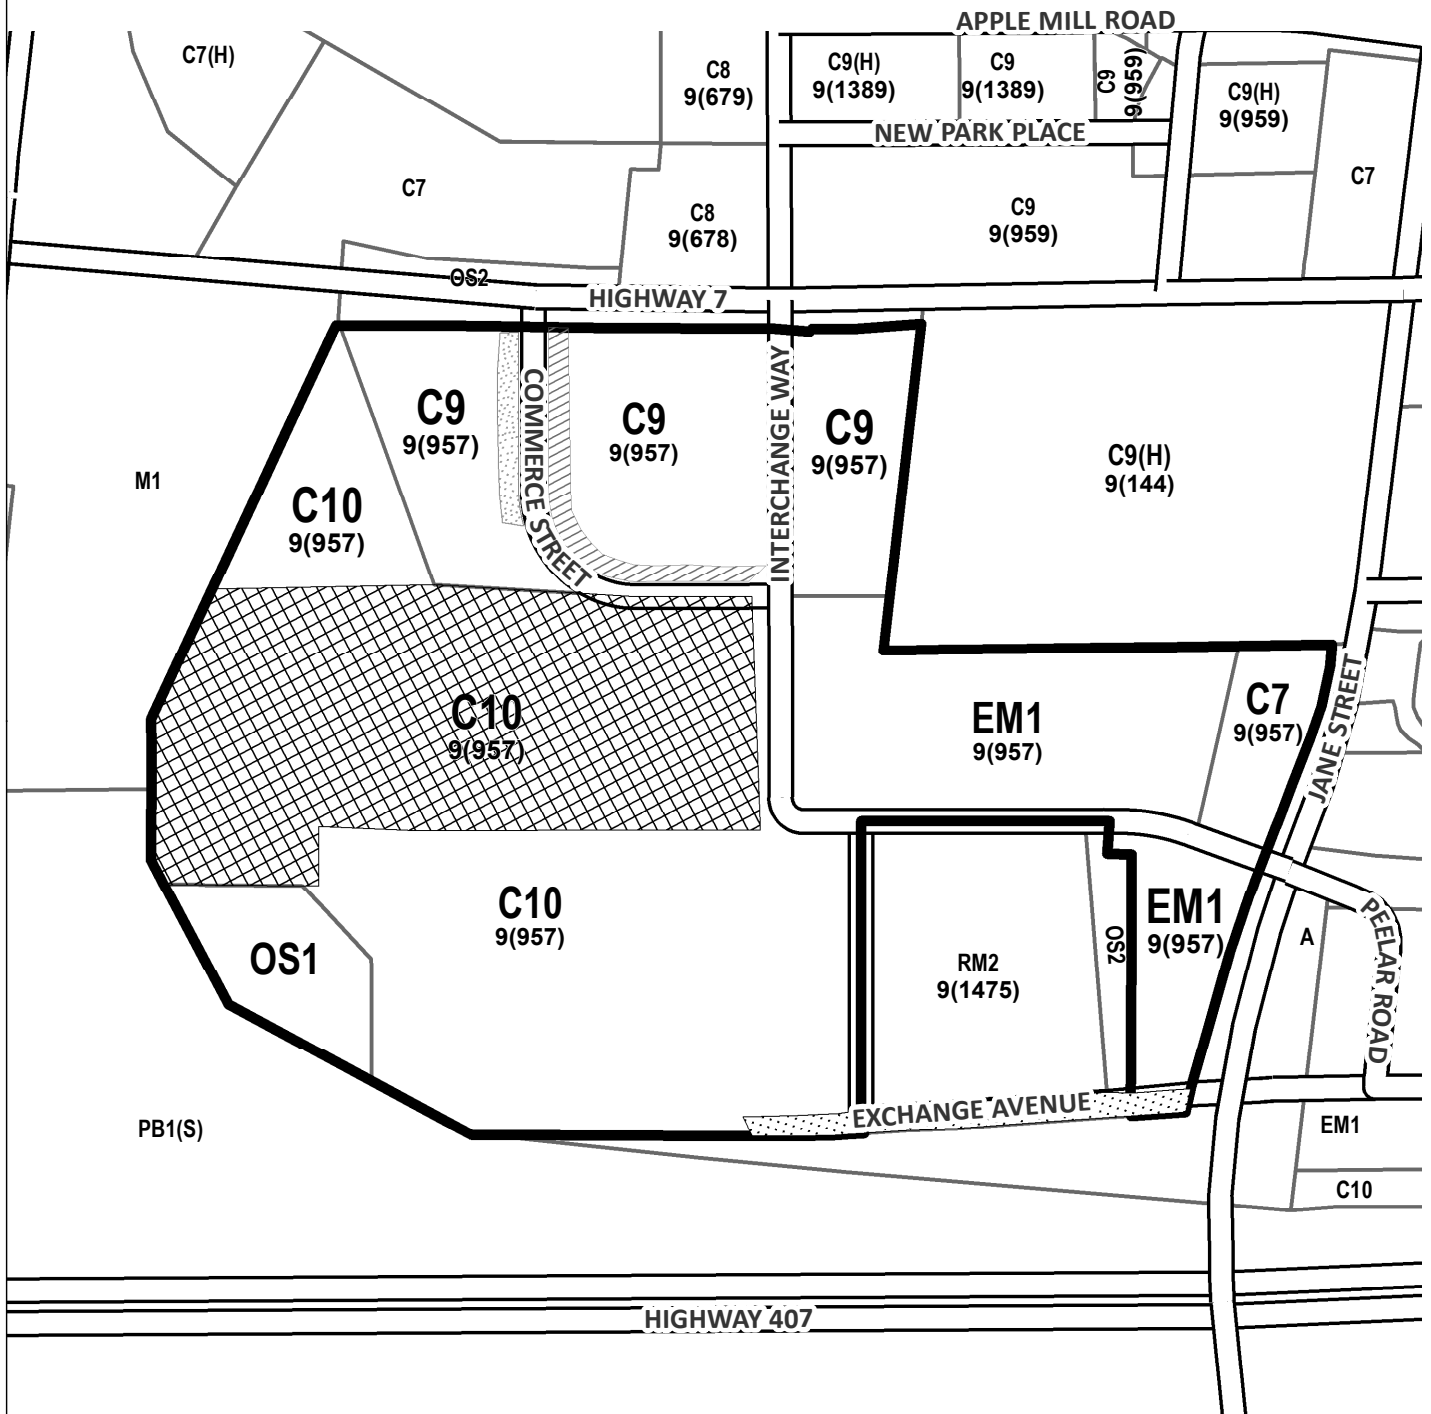 APPLE MILL ROAD
C7(H)
C8
9(679)
C9(H)
9(1389)
C9
9(1389)
C9
9(959)
C9(H)
9(959)
NEW PARK PLACE
C7
C7
C8
9(678)
C9
9(959)
OS2
HIGHWAY 7
C9
9(957)
COMMERCE STREET
C9
9(957)
INTERCHANGE WAY
C9
9(957)
C9(H)
9(144)
M1
C10
9(957)
C10
9(957)
EM1
9(957)
C7
9(957)
JANE STREET
C10
9(957)
OS1
RM2
9(1475)
OS2
EM1
9(957)
A
PEELAR ROAD
EXCHANGE AVENUE
PB1(S)
EM1
C10
HIGHWAY 407